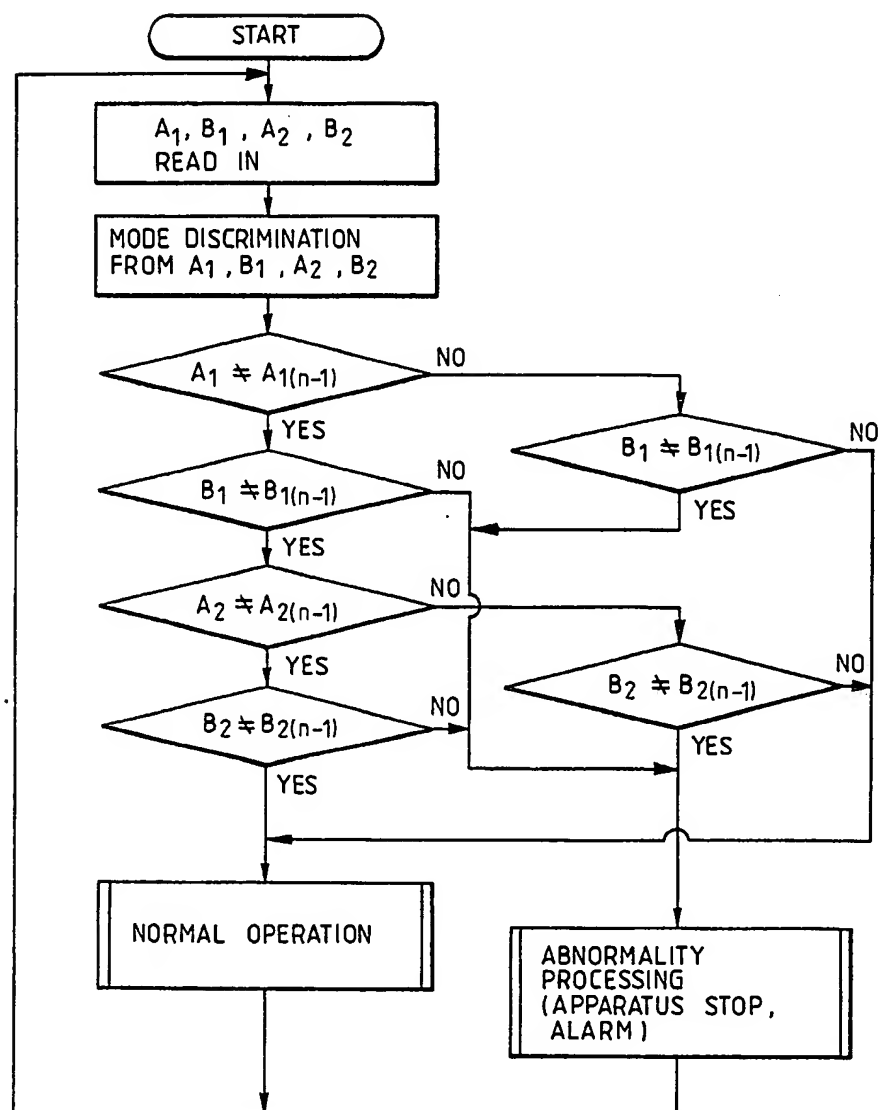 START
A1, B1, A2, B2
READ IN
MODE DISCRIMINATION
FROM A1, B1, A2, B2
A1 ≒ A1(n-1)
NO
YES
B1 ≒ B1(n-1)
NO
YES
B1 ≒ B1(n-1)
NO
YES
A2 ≒ A2(n-1)
NO
YES
B2 ≒ B2(n-1)
NO
YES
B2 ≒ B2(n-1)
NO
YES
NORMAL OPERATION
ABNORMALITY
PROCESSING
(APPARATUS STOP,
ALARM)